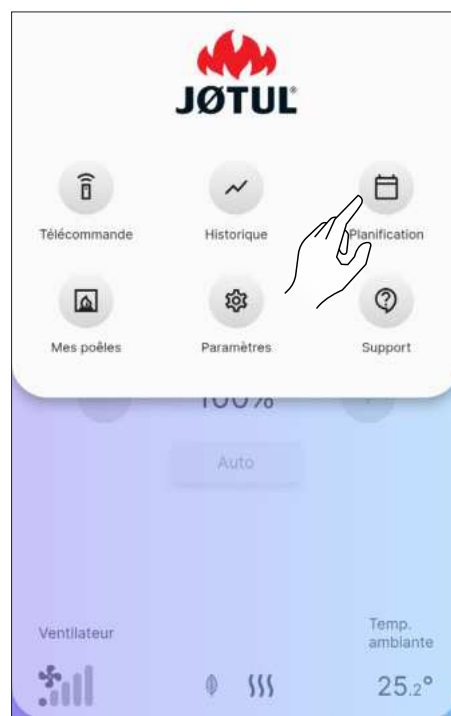 JØTUL
Télécommande
Historique
Planification
Mes poêles
Paramètres
Support
100%
Auto
Ventilateur
Temp.
ambiante
25.2°